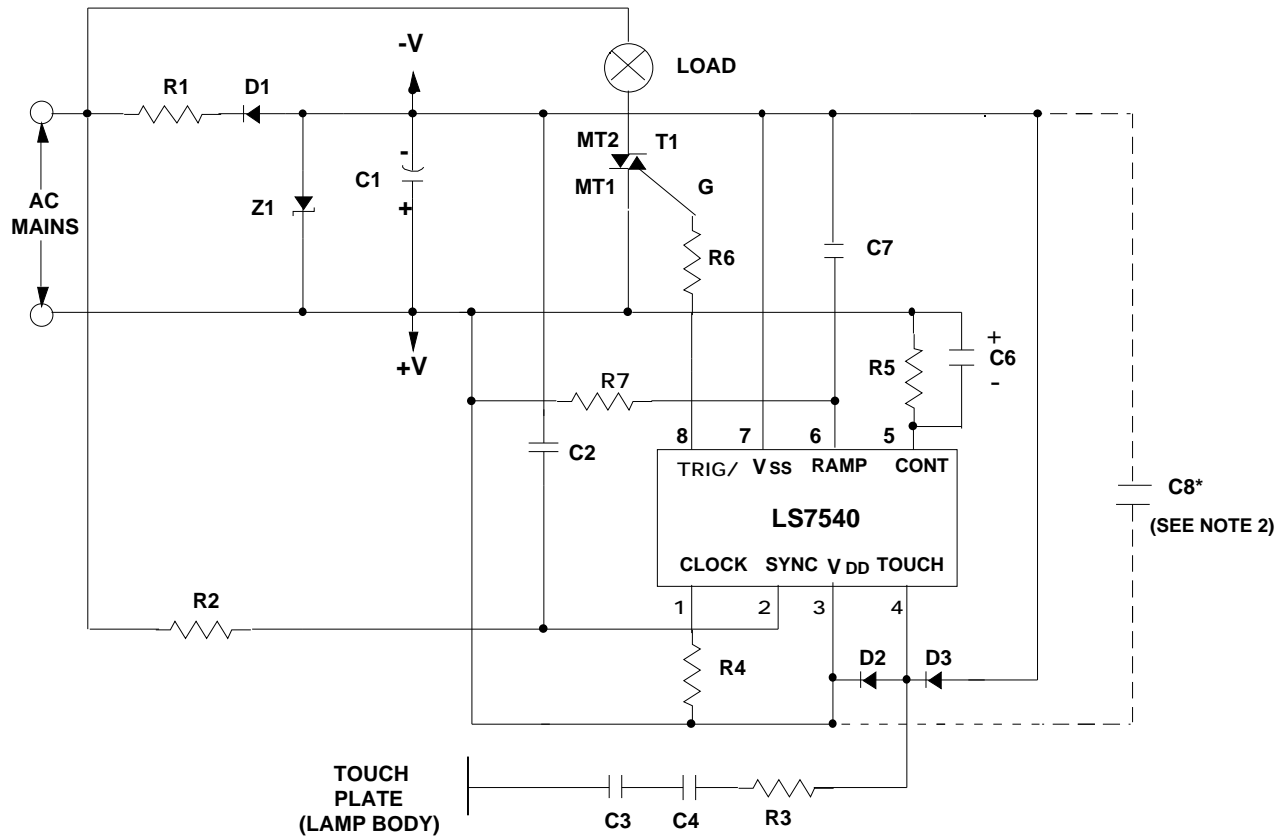 -V
LOAD
R1
D1
MT2
T1
MT1
G
-
C1
+
Z1
AC
MAINS
R6
C7
+V
R5
+
C6
-
R7
8
7
6
5
C2
TRIG/
V SS
RAMP
CONT
C8*
(SEE NOTE 2)
LS7540
CLOCK
SYNC
V DD
TOUCH
R2
1
2
3
4
R4
D2
D3
TOUCH
PLATE
(LAMP BODY)
C3
C4
R3